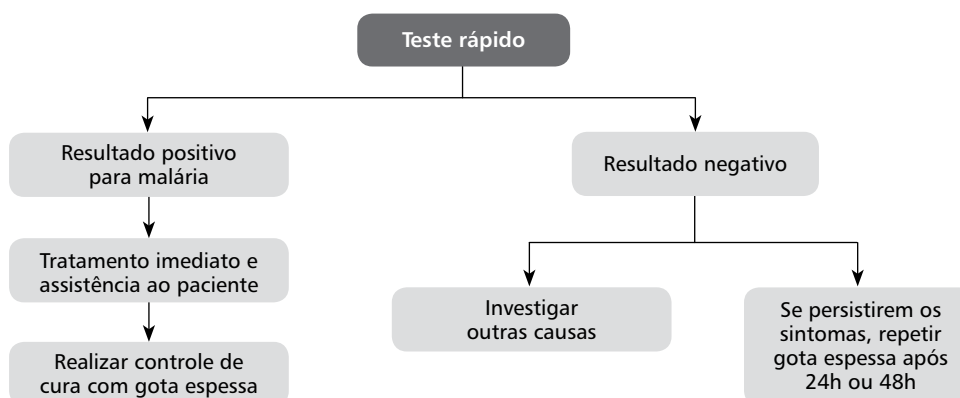 Teste rápido
Resultado positivo
para malária
Tratamento imediato e
assistência ao paciente
Realizar controle de
cura com gota espessa
Resultado negativo
Investigar
outras causas
Se persistirem os
sintomas, repetir
gota espessa após
24h ou 48h